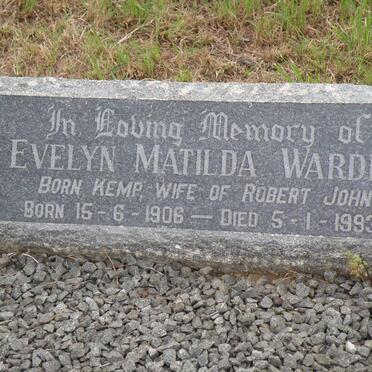 In Loving Memory of
EVELYN MATILDA
BORN KEMP, WIFE OF ROBERT JOHN
BORN 15-6-1906 — DIED 5-1-1993